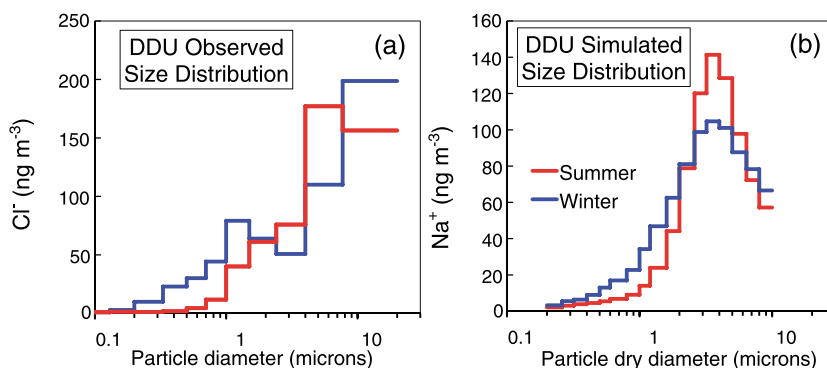 DDU Observed
Size Distribution
(a)
250
200
150
100
50
0
Cl⁻ (ng m⁻³)
0.1
1
10
Particle diameter (microns)
DDU Simulated
Size Distribution
(b)
160
140
120
100
80
60
40
20
0
Na⁺ (ng m⁻³)
Summer
Winter
0.1
1
10
Particle dry diameter (microns)